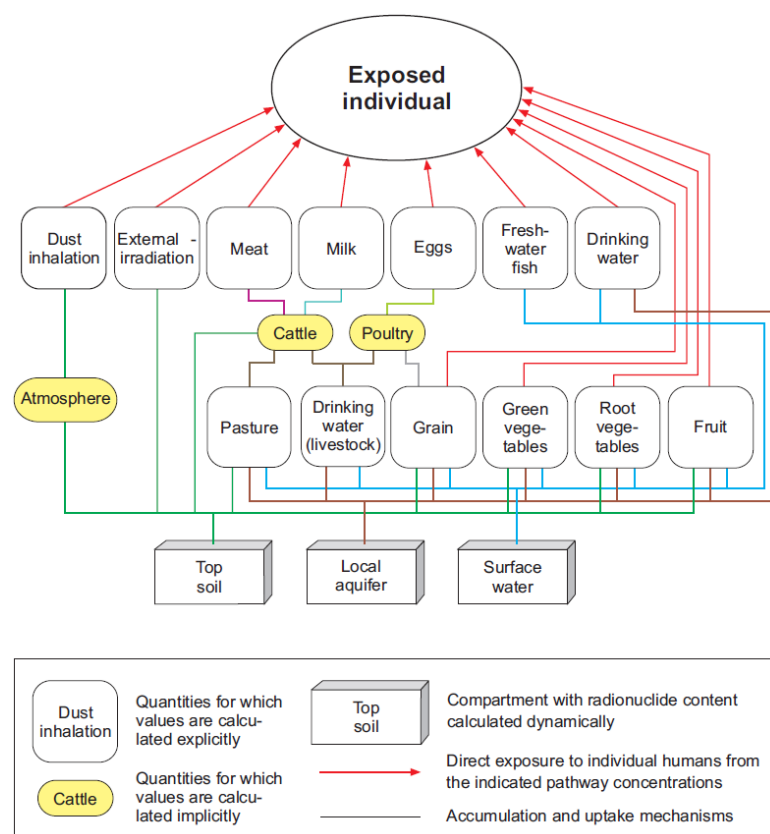 Exposed
individual
Dust
inhalation
External -
irradiation
Meat
Milk
Eggs
Fresh-
water
fish
Drinking
water
Cattle
Poultry
Atmosphere
Pasture
Drinking
water
(livestock)
Grain
Green
vege-
tables
Root
vege-
tables
Fruit
Top
soil
Local
aquifer
Surface
water
Dust
inhalation
Quantities for which
values are calcu-
lated explicitly
Top
soil
Compartment with radionuclide content
calculated dynamically
Cattle
Quantities for which
values are calcu-
lated implicitly
Direct exposure to individual humans from
the indicated pathway concentrations
Accumulation and uptake mechanisms